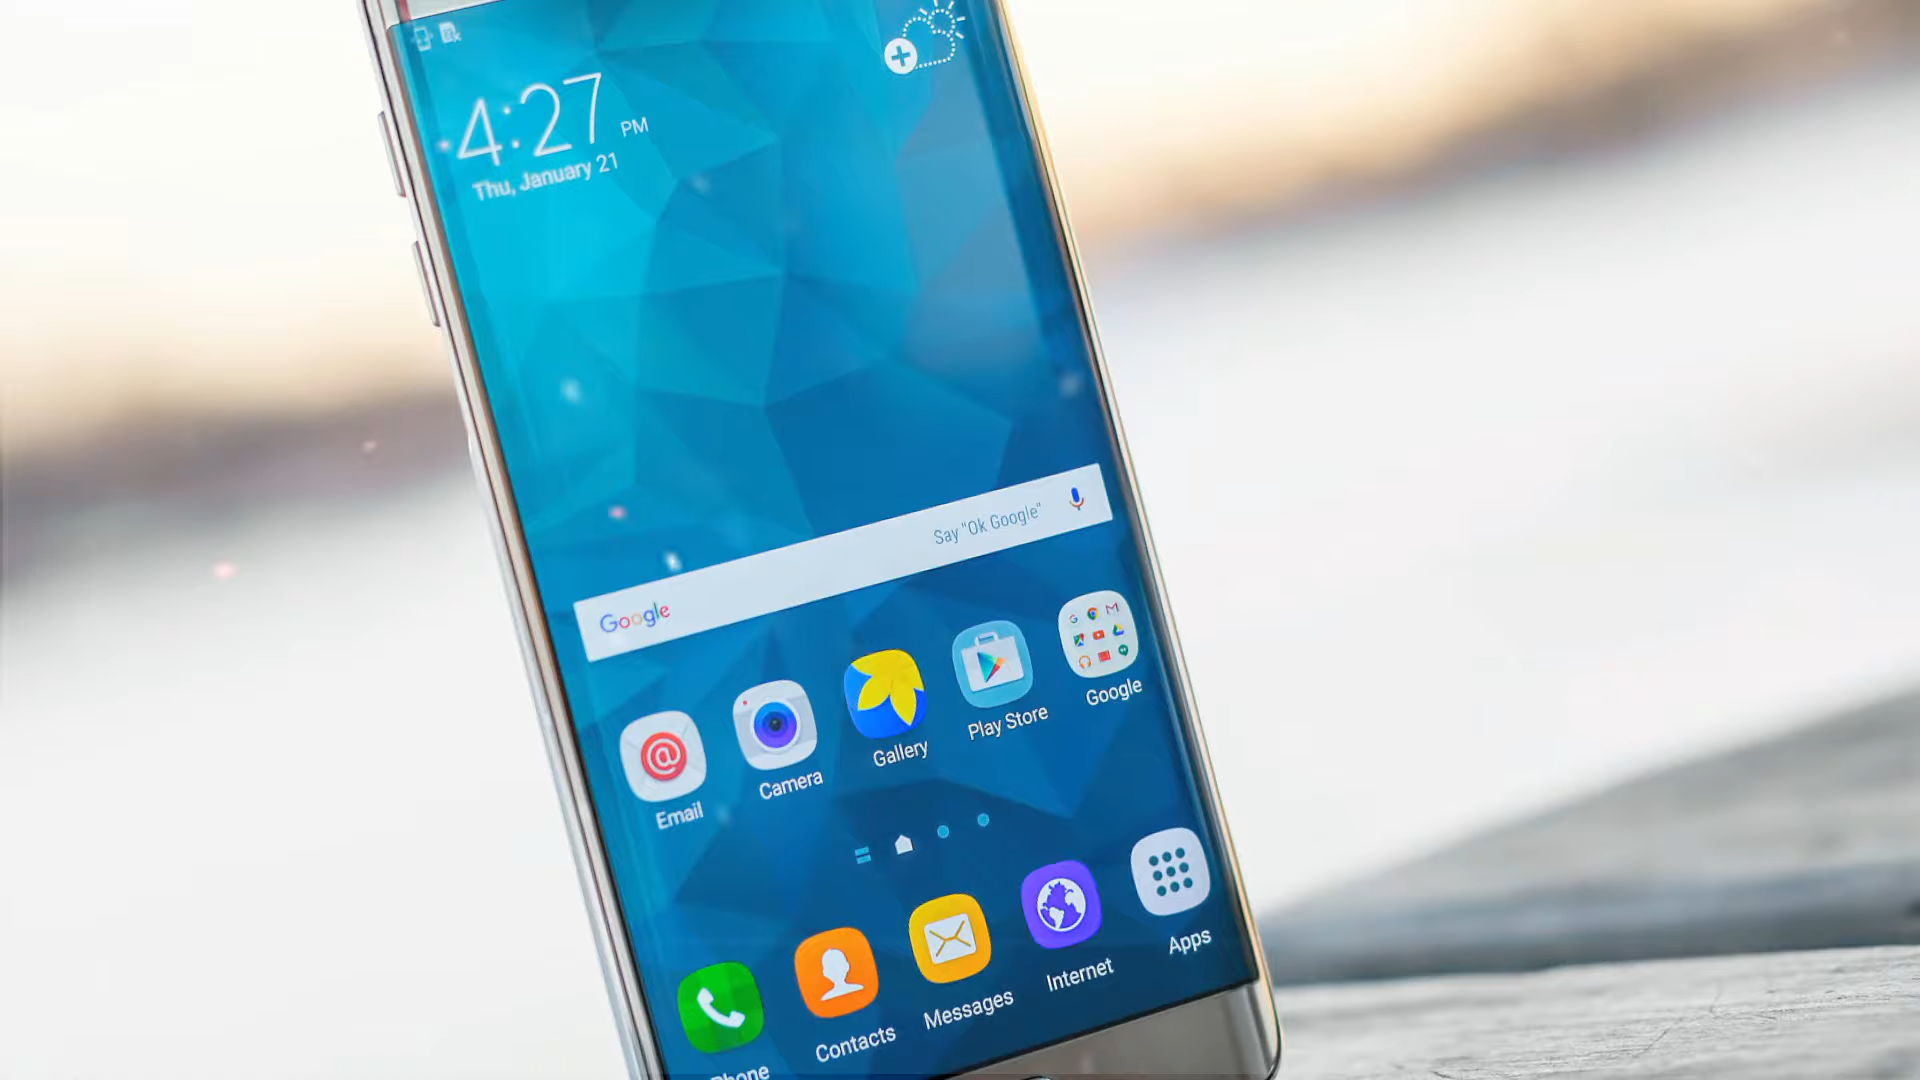 4:27 PM
Thu, January 21
Google Say "Ok Google"
Email
Camera
Gallery
Play Store
Google
Phone
Contacts
Messages
Internet
Apps